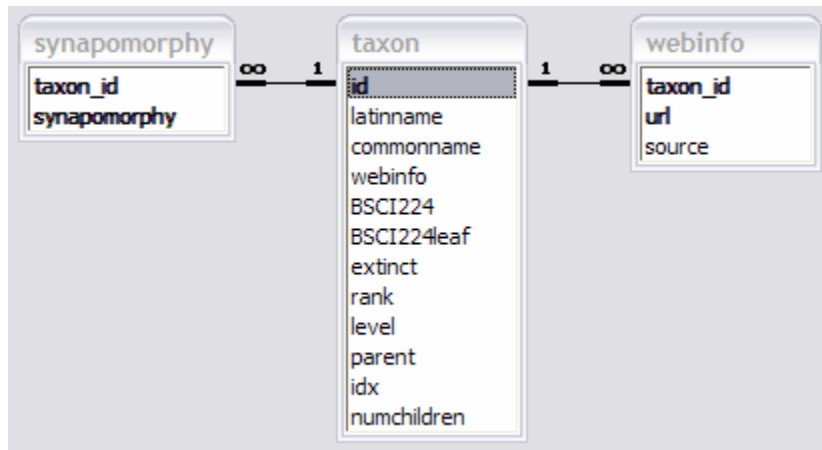 synapomorphy
taxon_id
synapomorphy
∞ 1
taxon
id
latinname
commonname
webinfo
BSCI224
BSCI224leaf
extinct
rank
level
parent
idx
numchildren
1 ∞
webinfo
taxon_id
url
source